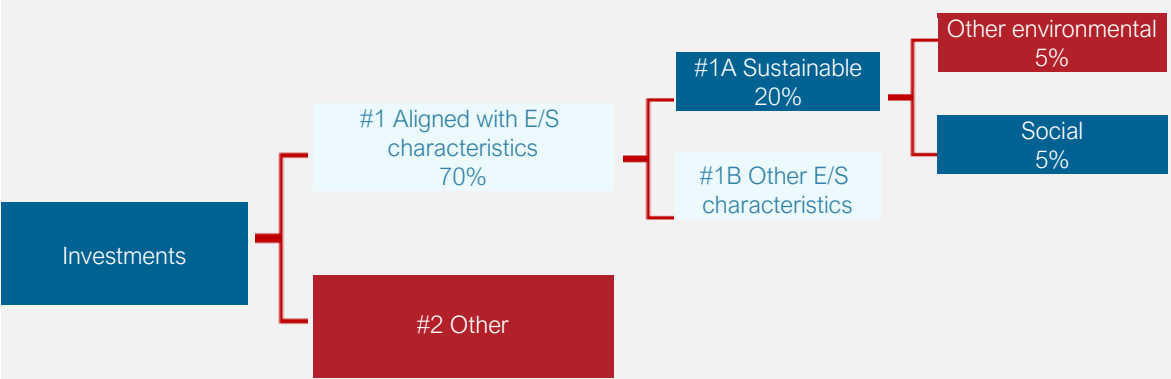 Investments
#1 Aligned with E/S
characteristics
70%
#2 Other
#1A Sustainable
20%
#1B Other E/S
characteristics
Other environmental
5%
Social
5%